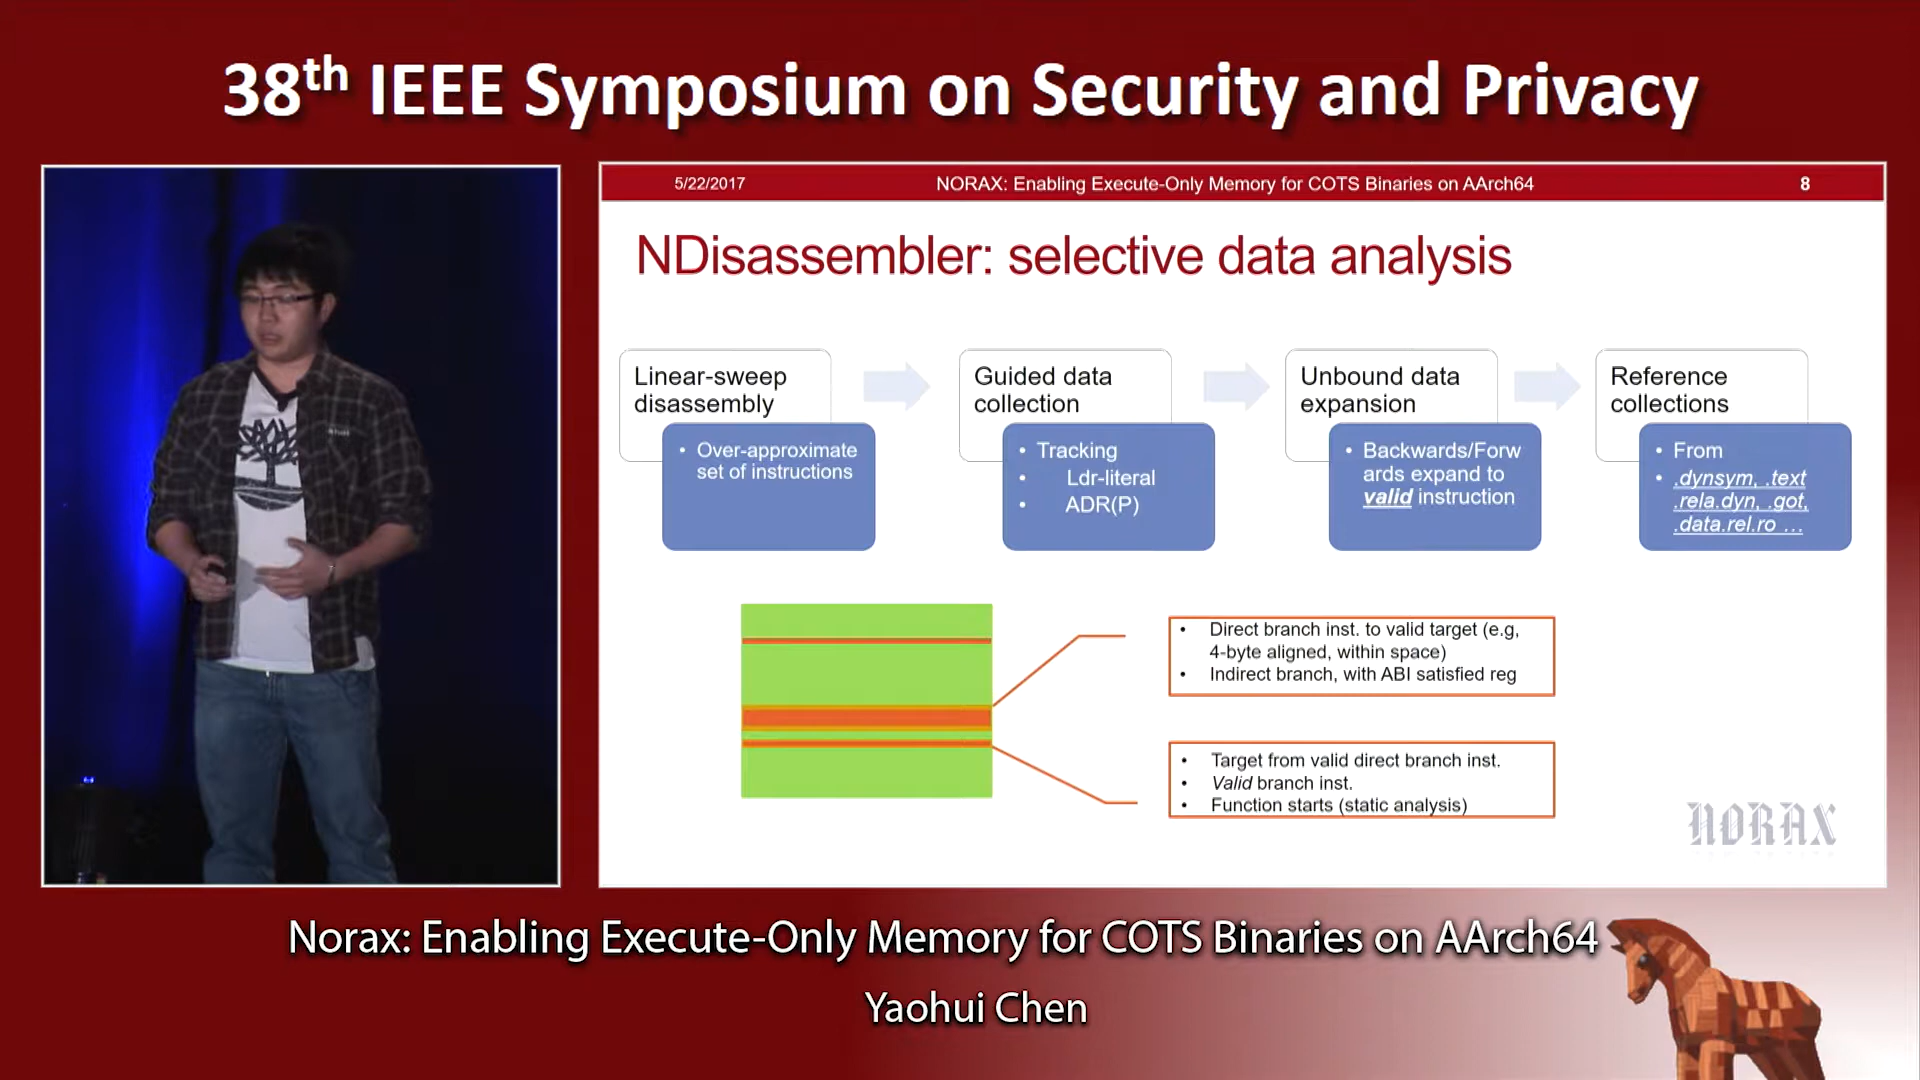 38th IEEE Symposium on Security and Privacy
5/22/2017 NORAX: Enabling Execute-Only Memory for COTS Binaries on AArch64 8
NDisassembler: selective data analysis
Linear-sweep
disassembly
• Over-approximate
set of instructions
Guided data
collection
• Tracking
• Ldr-literal
• ADR(P)
Unbound data
expansion
• Backwards/Forw
ards expand to
valid instruction
Reference
collections
• From
• .dynsym, .text
.rela.dyn, .got,
.data.rel.ro ...
• Direct branch inst. to valid target (e.g,
4-byte aligned, within space)
• Indirect branch, with ABI satisfied reg
• Target from valid direct branch inst.
• Valid branch inst.
• Function starts (static analysis)
NORAX
Norax: Enabling Execute-Only Memory for COTS Binaries on AArch64
Yaohui Chen